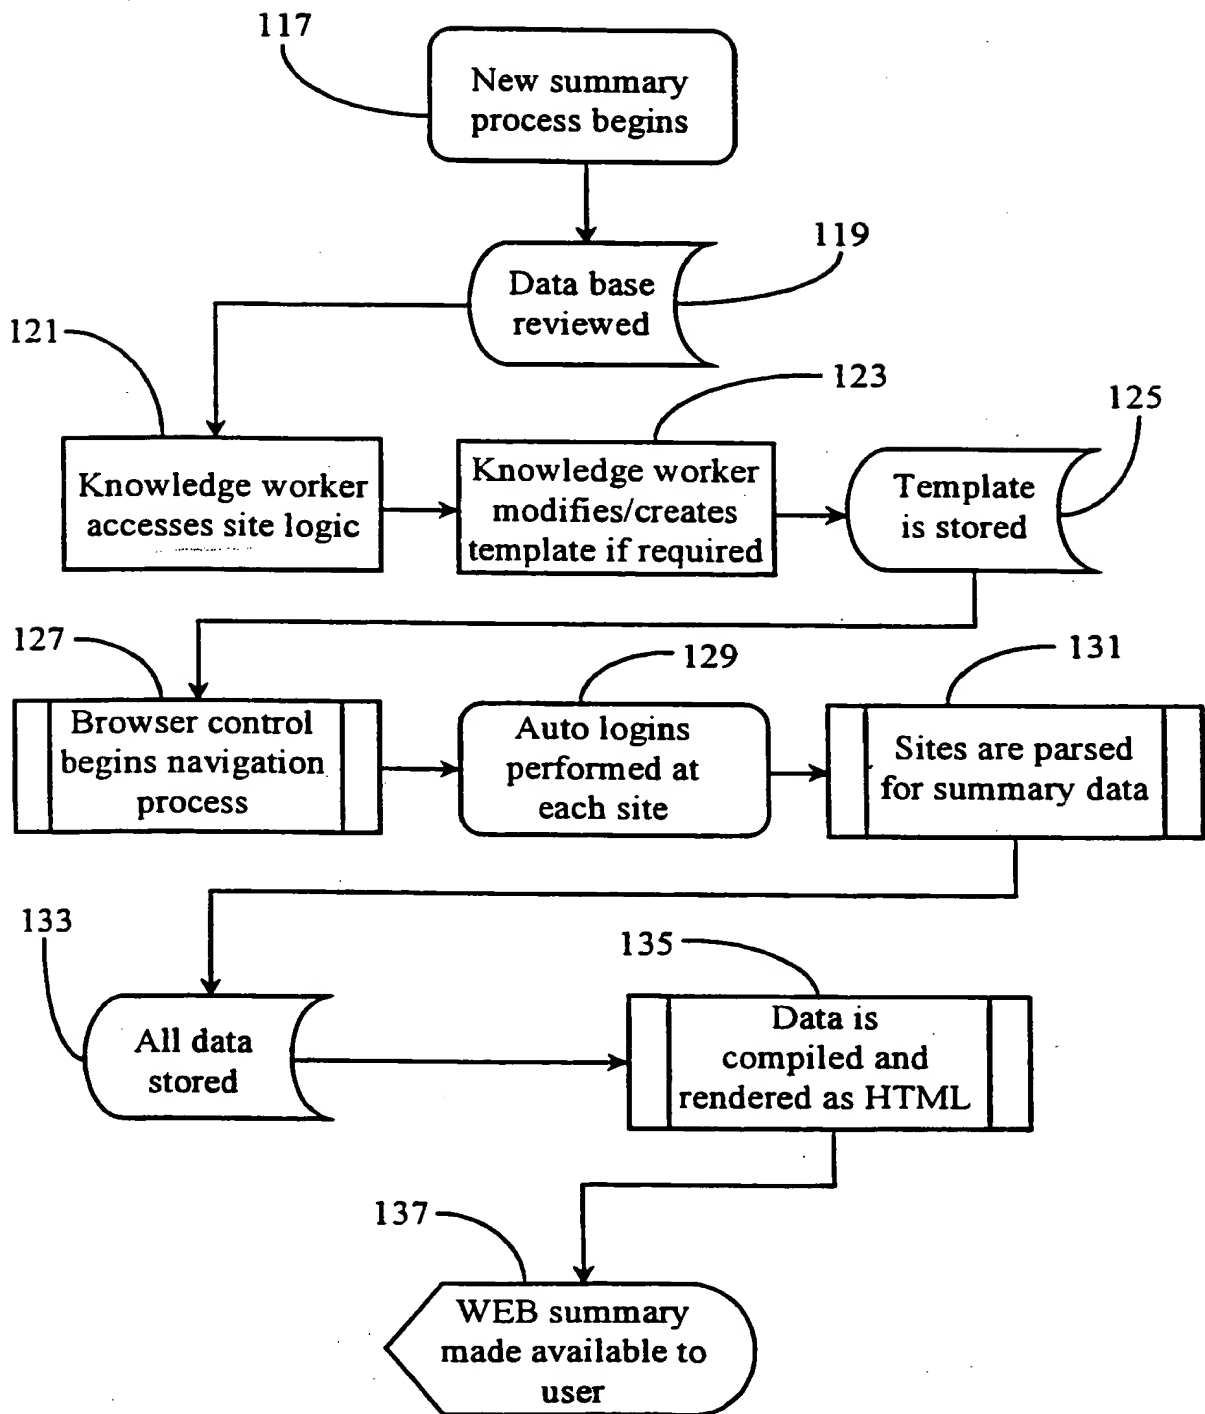 117
New summary
process begins
119
Data base
reviewed
121
Knowledge worker
accesses site logic
123
Knowledge worker
modifies/creates
template if required
125
Template
is stored
127
Browser control
begins navigation
process
129
Auto logins
performed at
each site
131
Sites are parsed
for summary data
133
All data
stored
135
Data is
compiled and
rendered as HTML
137
WEB summary
made available to
user